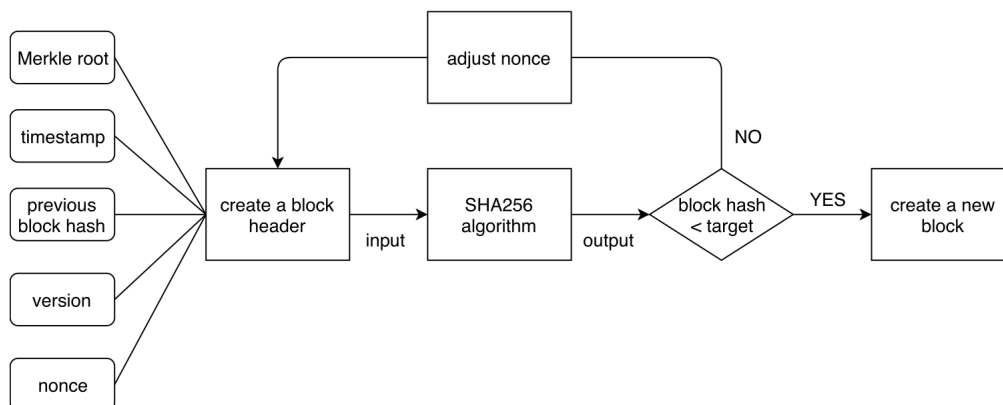 Merkle root
timestamp
previous
block hash
version
nonce
adjust nonce
create a block
header
input
SHA256
algorithm
output
block hash
< target
NO
YES
create a new
block